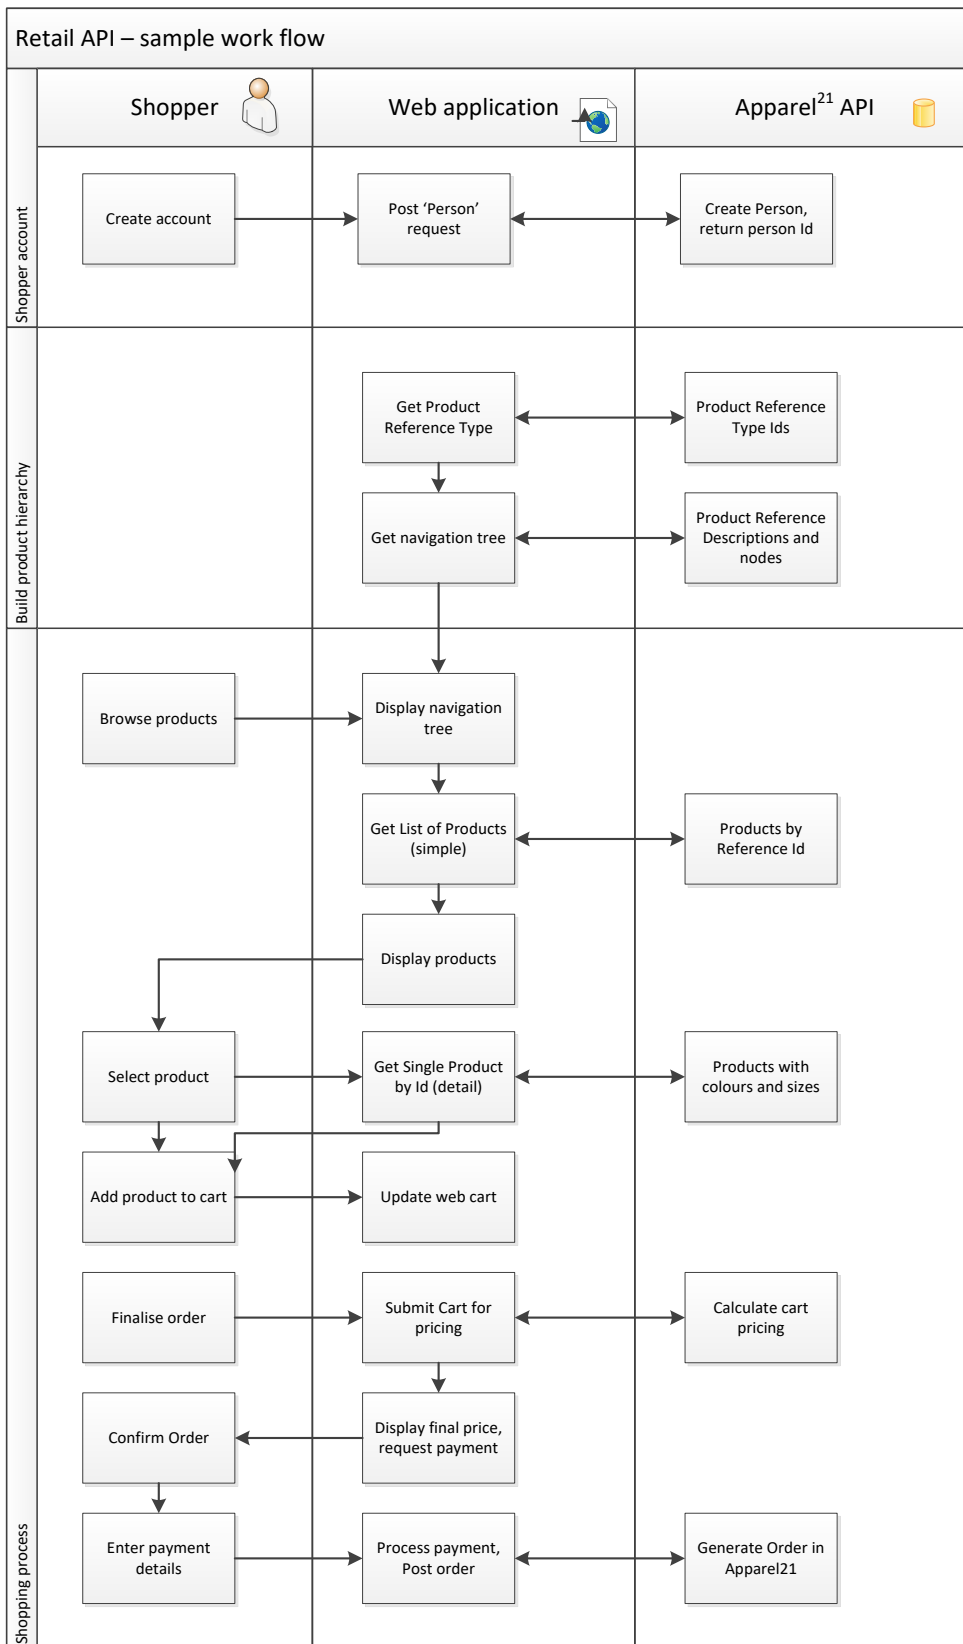 Retail API – sample work flow
Shopper
Web application
Apparel21 API
Shopper account
Create account
Post ‘Person’
request
Create Person,
return person Id
Build product hierarchy
Get Product
Reference Type
Product Reference
Type Ids
Get navigation tree
Product Reference
Descriptions and
nodes
Shopping process
Browse products
Display navigation
tree
Get List of Products
(simple)
Products by
Reference Id
Display products
Select product
Get Single Product
by Id (detail)
Products with
colours and sizes
Add product to cart
Update web cart
Finalise order
Submit Cart for
pricing
Calculate cart
pricing
Confirm Order
Display final price,
request payment
Enter payment
details
Process payment,
Post order
Generate Order in
Apparel21